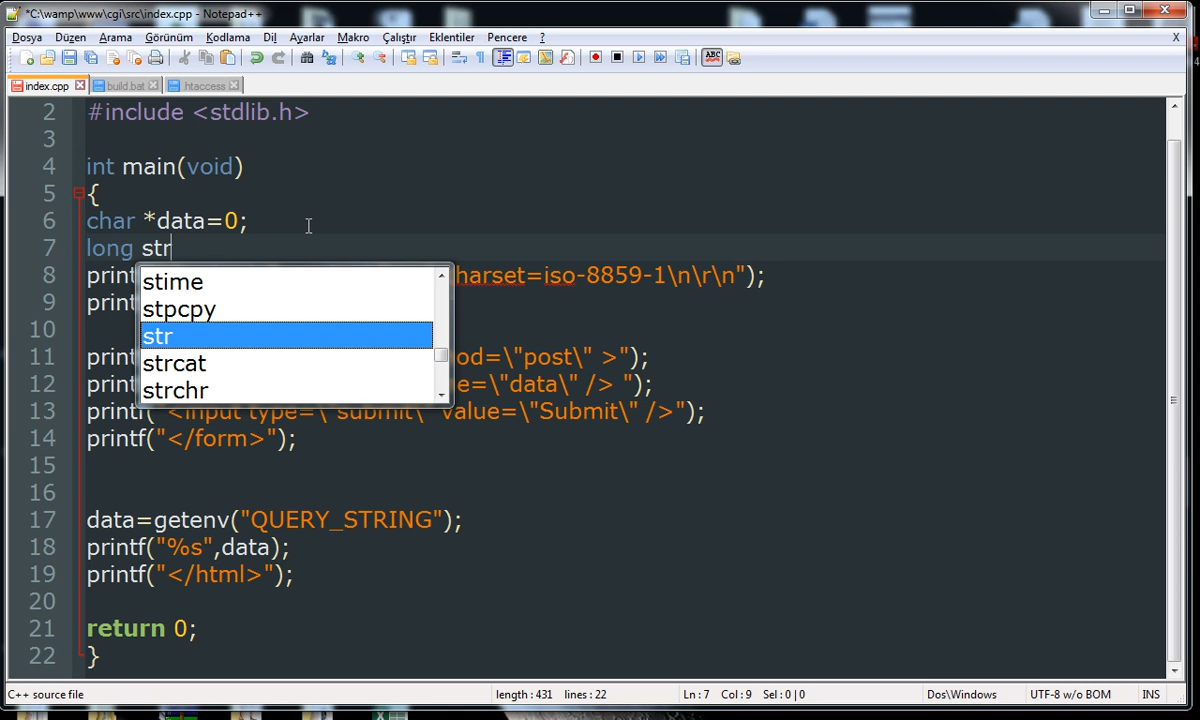 *C:\wamp\www\cgi\src\index.cpp - Notepad++
Dosya Düzen Arama Görünüm Kodlama Dil Ayarlar Makro Çalıştır Eklentiler Pencere ? X
index.cpp build.bat .htaccess
2 #include <stdlib.h>
3
4 int main(void)
5 {
6 char *data=0;
7 long str
8 print harset=iso-8859-1\n\r\n");
9 print
10
11 print od=\"post\" >");
12 print e=\"data\" /> ");
13 printf("<input type=\"submit\" value=\"Submit\" />");
14 printf("</form>");
15
16
17 data=getenv("QUERY_STRING");
18 printf("%s",data);
19 printf("</html>");
20
21 return 0;
22 }
stime
stpcpy
str
strcat
strchr
C++ source file length : 431 lines : 22 Ln : 7 Col : 9 Sel : 0 | 0 Dos\Windows UTF-8 w/o BOM INS